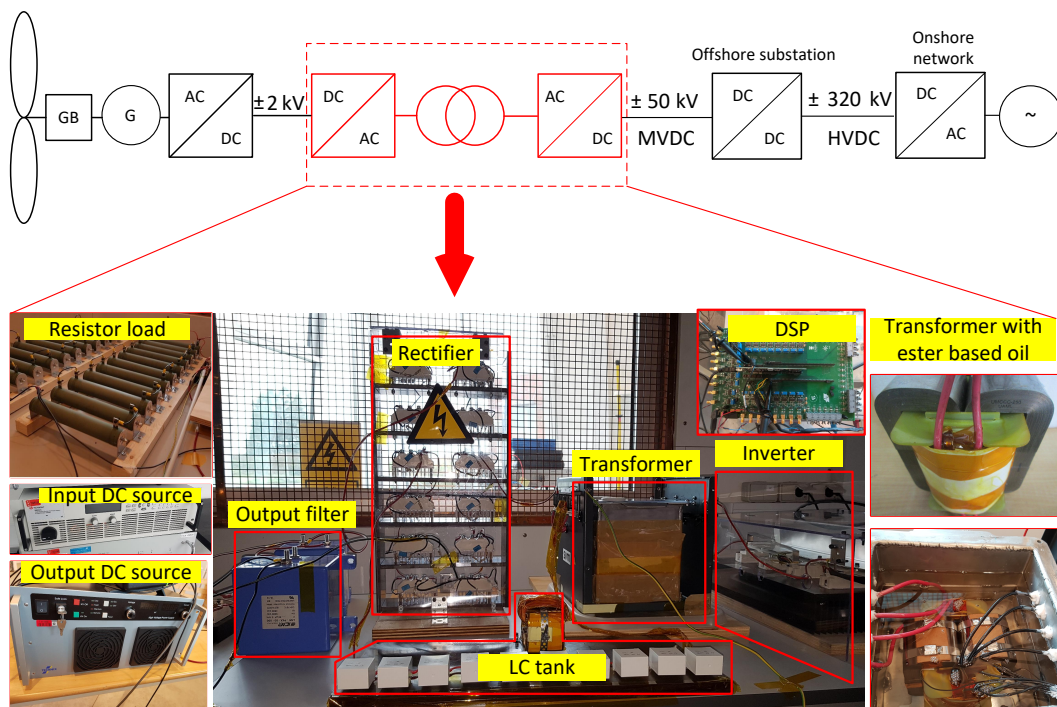 Offshore substation
Onshore
network
AC
DC
± 2 kV
DC
AC
AC
DC
± 50 kV
MVDC
DC
DC
± 320 kV
HVDC
DC
AC
~
GB
G
Resistor load
Rectifier
DSP
Transformer with
ester based oil
Transformer
Inverter
Input DC source
Output filter
Output DC source
LC tank